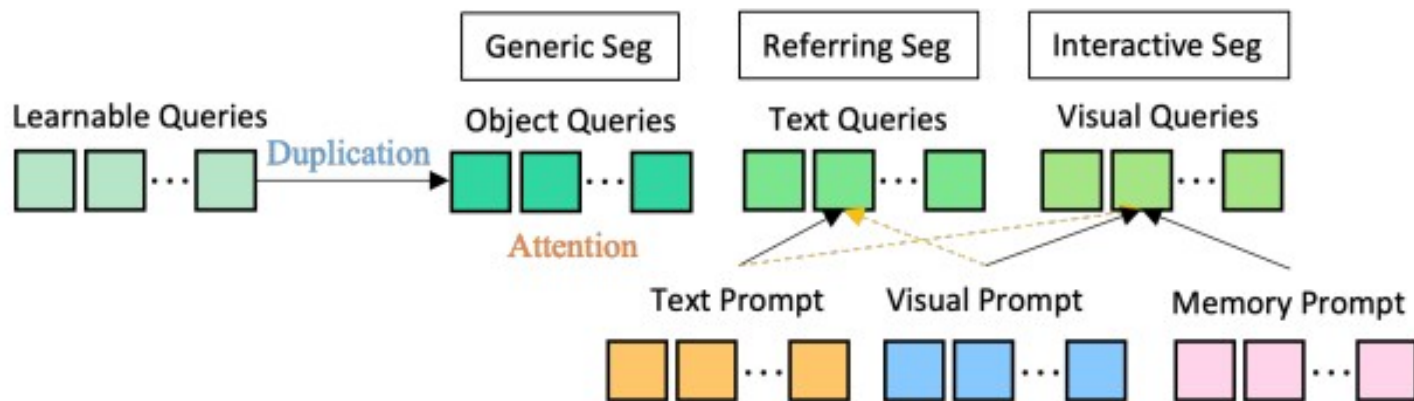 Generic Seg
Referring Seg
Interactive Seg
Learnable Queries
Object Queries
Text Queries
Visual Queries
Duplication
Attention
Text Prompt
Visual Prompt
Memory Prompt